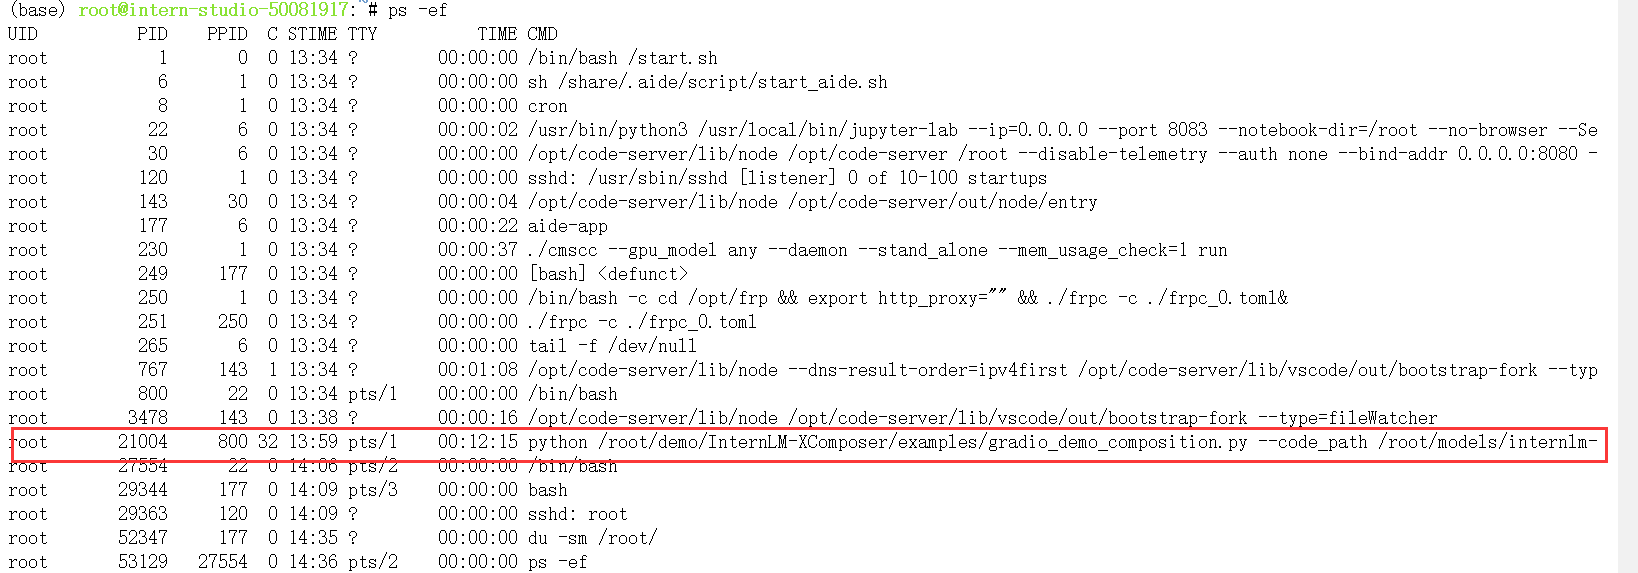 (base) root@intern-studio-50081917:~# ps -ef
UID          PID    PPID  C STIME TTY          TIME CMD
root           1       0  0 13:34 ?        00:00:00 /bin/bash /start.sh
root           6       1  0 13:34 ?        00:00:00 sh /share/.aide/script/start_aide.sh
root           8       1  0 13:34 ?        00:00:00 cron
root          22       6  0 13:34 ?        00:00:02 /usr/bin/python3 /usr/local/bin/jupyter-lab --ip=0.0.0.0 --port 8083 --notebook-dir=/root --no-browser --Se
root          30       6  0 13:34 ?        00:00:00 /opt/code-server/lib/node /opt/code-server /root --disable-telemetry --auth none --bind-addr 0.0.0.0:8080 -
root         120       1  0 13:34 ?        00:00:00 sshd: /usr/sbin/sshd [listener] 0 of 10-100 startups
root         143      30  0 13:34 ?        00:00:04 /opt/code-server/lib/node /opt/code-server/out/node/entry
root         177       6  0 13:34 ?        00:00:22 aide-app
root         230       1  0 13:34 ?        00:00:37 ./cmscc --gpu_model any --daemon --stand_alone --mem_usage_check=1 run
root         249     177  0 13:34 ?        00:00:00 [bash] <defunct>
root         250       1  0 13:34 ?        00:00:00 /bin/bash -c cd /opt/frp && export http_proxy="" && ./frpc -c ./frpc_0.toml&
root         251     250  0 13:34 ?        00:00:00 ./frpc -c ./frpc_0.toml
root         265       6  0 13:34 ?        00:00:00 tail -f /dev/null
root         767     143  1 13:34 ?        00:01:08 /opt/code-server/lib/node --dns-result-order=ipv4first /opt/code-server/lib/vscode/out/bootstrap-fork --typ
root         800      22  0 13:34 pts/1    00:00:00 /bin/bash
root        3478     143  0 13:38 ?        00:00:16 /opt/code-server/lib/node /opt/code-server/lib/vscode/out/bootstrap-fork --type=fileWatcher
root       21004     800 32 13:59 pts/1    00:12:15 python /root/demo/InternLM-XComposer/examples/gradio_demo_composition.py --code_path /root/models/internlm-
root       27554      22  0 14:06 pts/2    00:00:00 /bin/bash
root       29344     177  0 14:09 pts/3    00:00:00 bash
root       29363     120  0 14:09 ?        00:00:00 sshd: root
root       52347     177  0 14:35 ?        00:00:00 du -sm /root/
root       53129   27554  0 14:36 pts/2    00:00:00 ps -ef